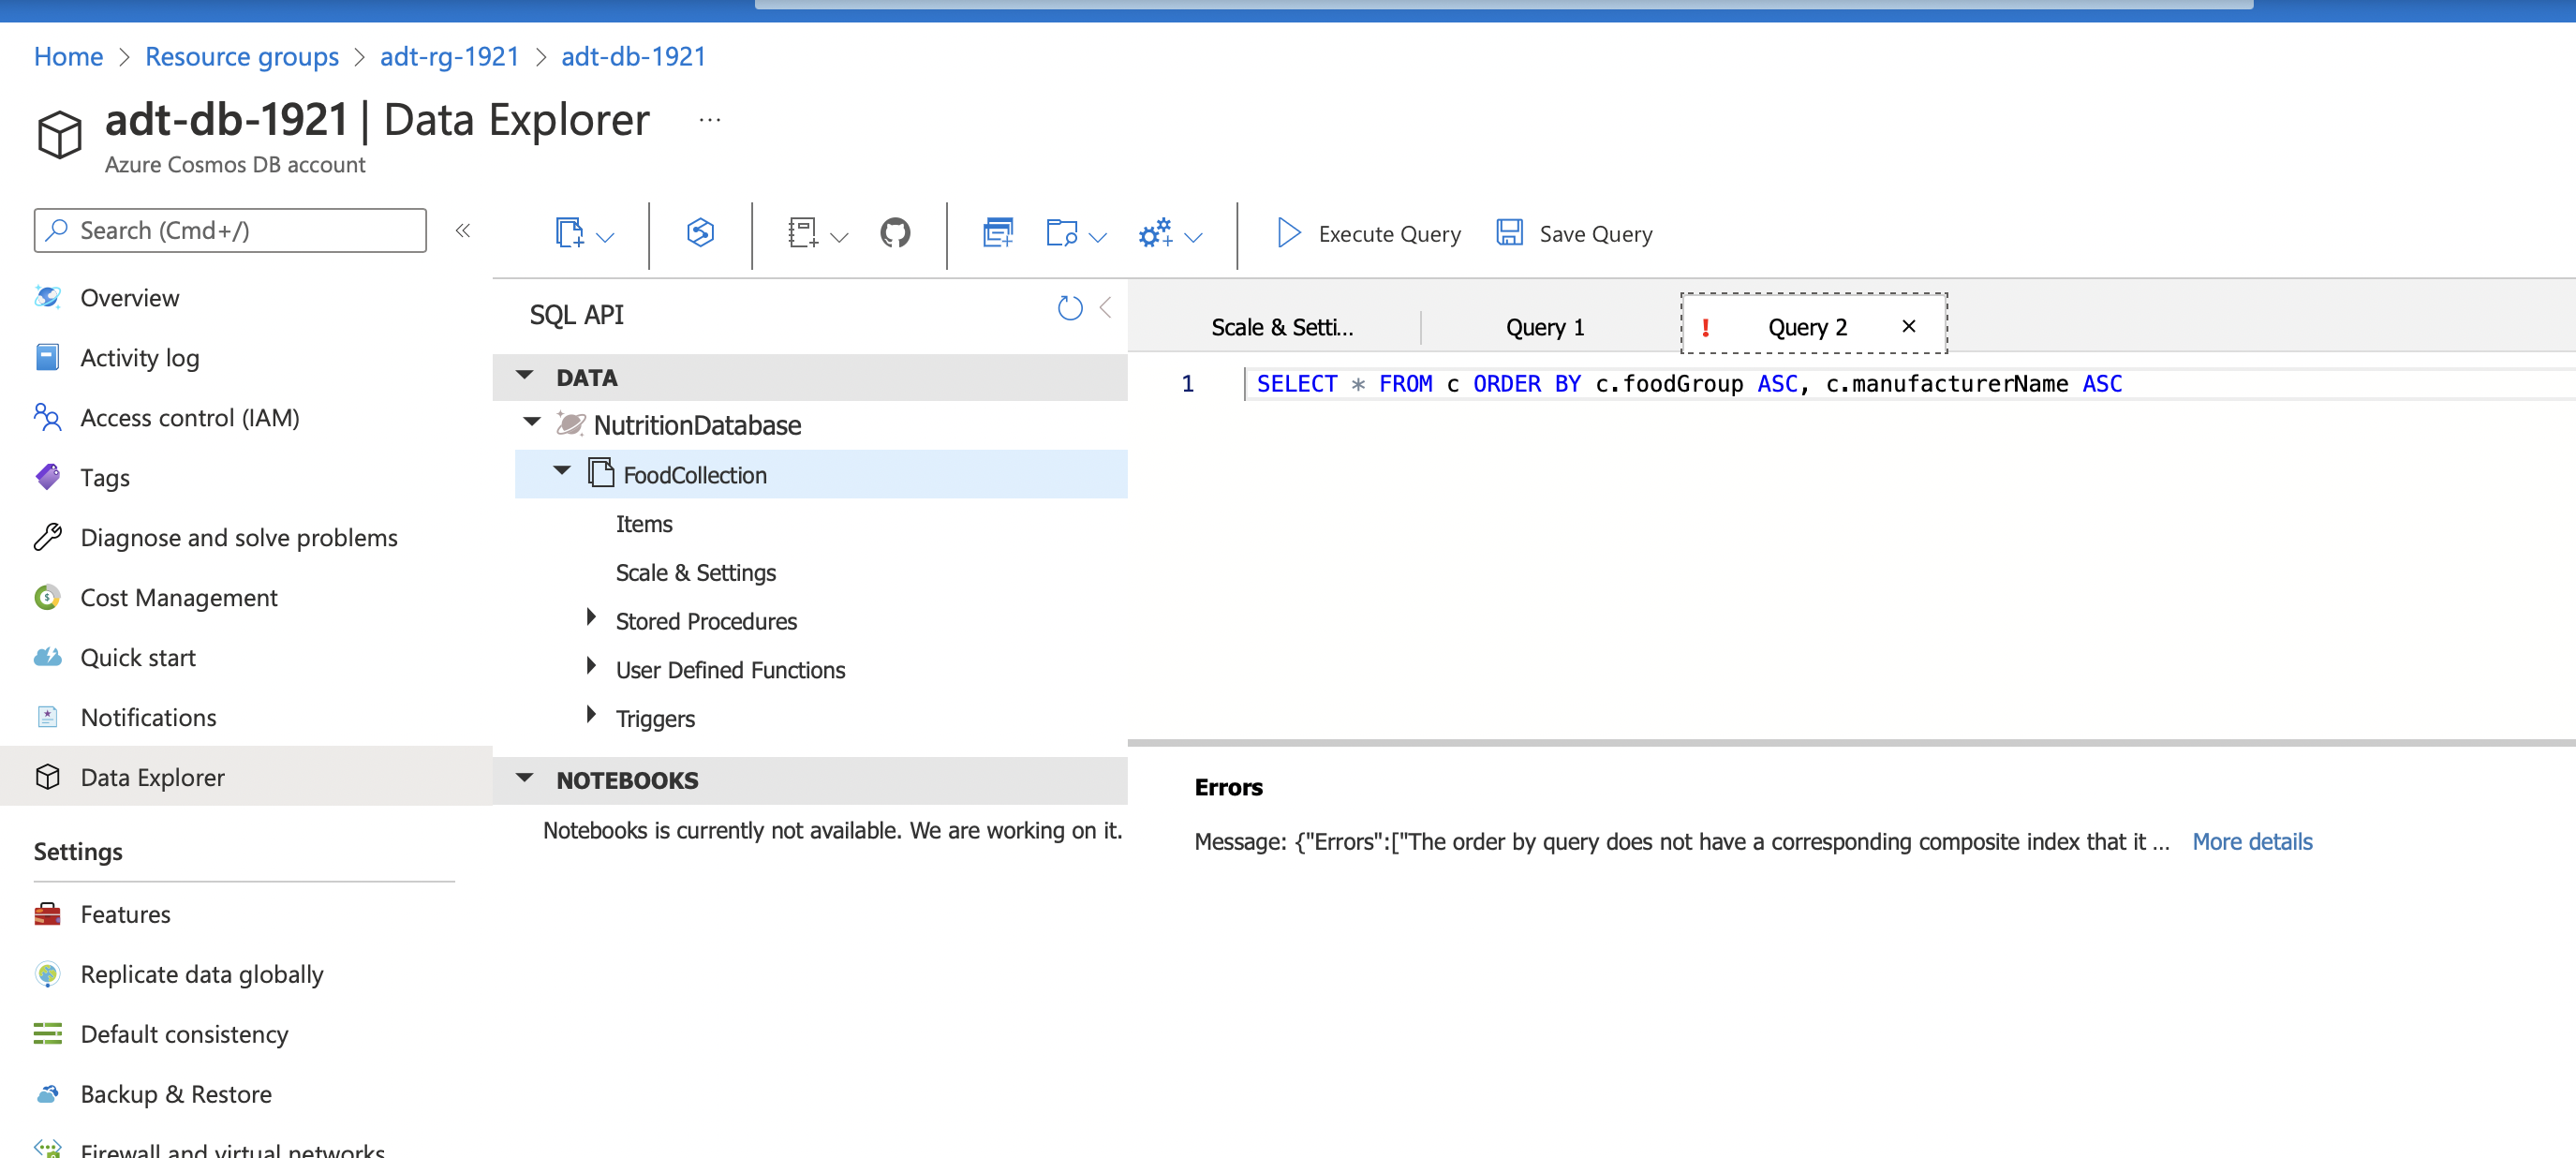 Home > Resource groups > adt-rg-1921 > adt-db-1921
adt-db-1921 | Data Explorer ...
Azure Cosmos DB account
Search (Cmd+/)
«
Execute Query
Save Query
Overview
Activity log
Access control (IAM)
Tags
Diagnose and solve problems
Cost Management
Quick start
Notifications
Data Explorer
Settings
Features
Replicate data globally
Default consistency
Backup & Restore
Firewall and virtual networks
SQL API
DATA
NutritionDatabase
FoodCollection
Items
Scale & Settings
Stored Procedures
User Defined Functions
Triggers
NOTEBOOKS
Notebooks is currently not available. We are working on it.
Scale & Setti... Query 1 ! Query 2 ×
1 SELECT * FROM c ORDER BY c.foodGroup ASC, c.manufacturerName ASC
Errors
Message: {"Errors":["The order by query does not have a corresponding composite index that it ... More details